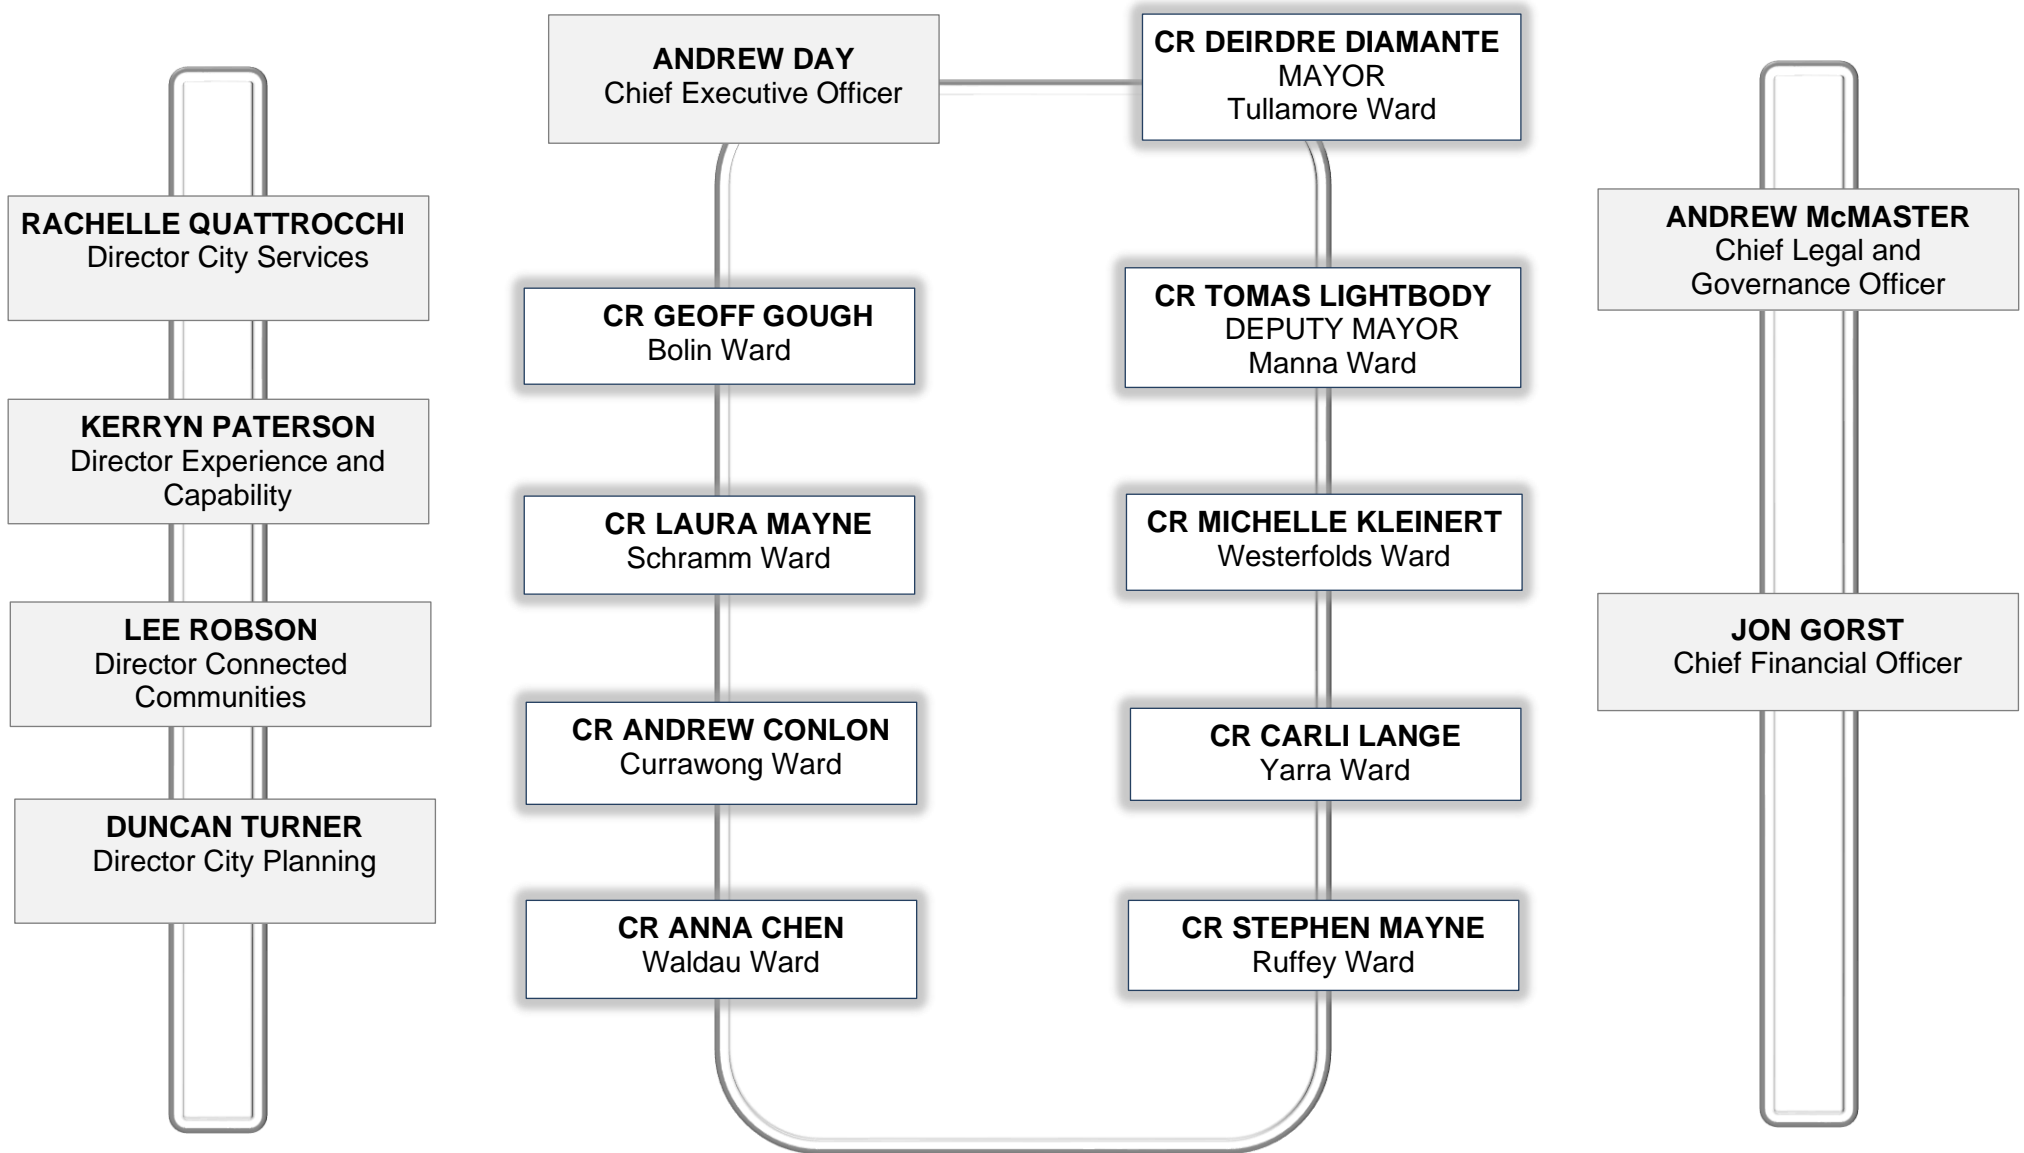 ANDREW DAY
Chief Executive Officer
CR DEIRDRE DIAMANTE
MAYOR
Tullamore Ward
RACHELLE QUATTROCCHI
Director City Services
KERRYN PATERSON
Director Experience and
Capability
LEE ROBSON
Director Connected
Communities
DUNCAN TURNER
Director City Planning
CR GEOFF GOUGH
Bolin Ward
CR LAURA MAYNE
Schramm Ward
CR ANDREW CONLON
Currawong Ward
CR ANNA CHEN
Waldau Ward
CR TOMAS LIGHTBODY
DEPUTY MAYOR
Manna Ward
CR MICHELLE KLEINERT
Westerfolds Ward
CR CARLI LANGE
Yarra Ward
CR STEPHEN MAYNE
Ruffey Ward
ANDREW McMASTER
Chief Legal and
Governance Officer
JON GORST
Chief Financial Officer